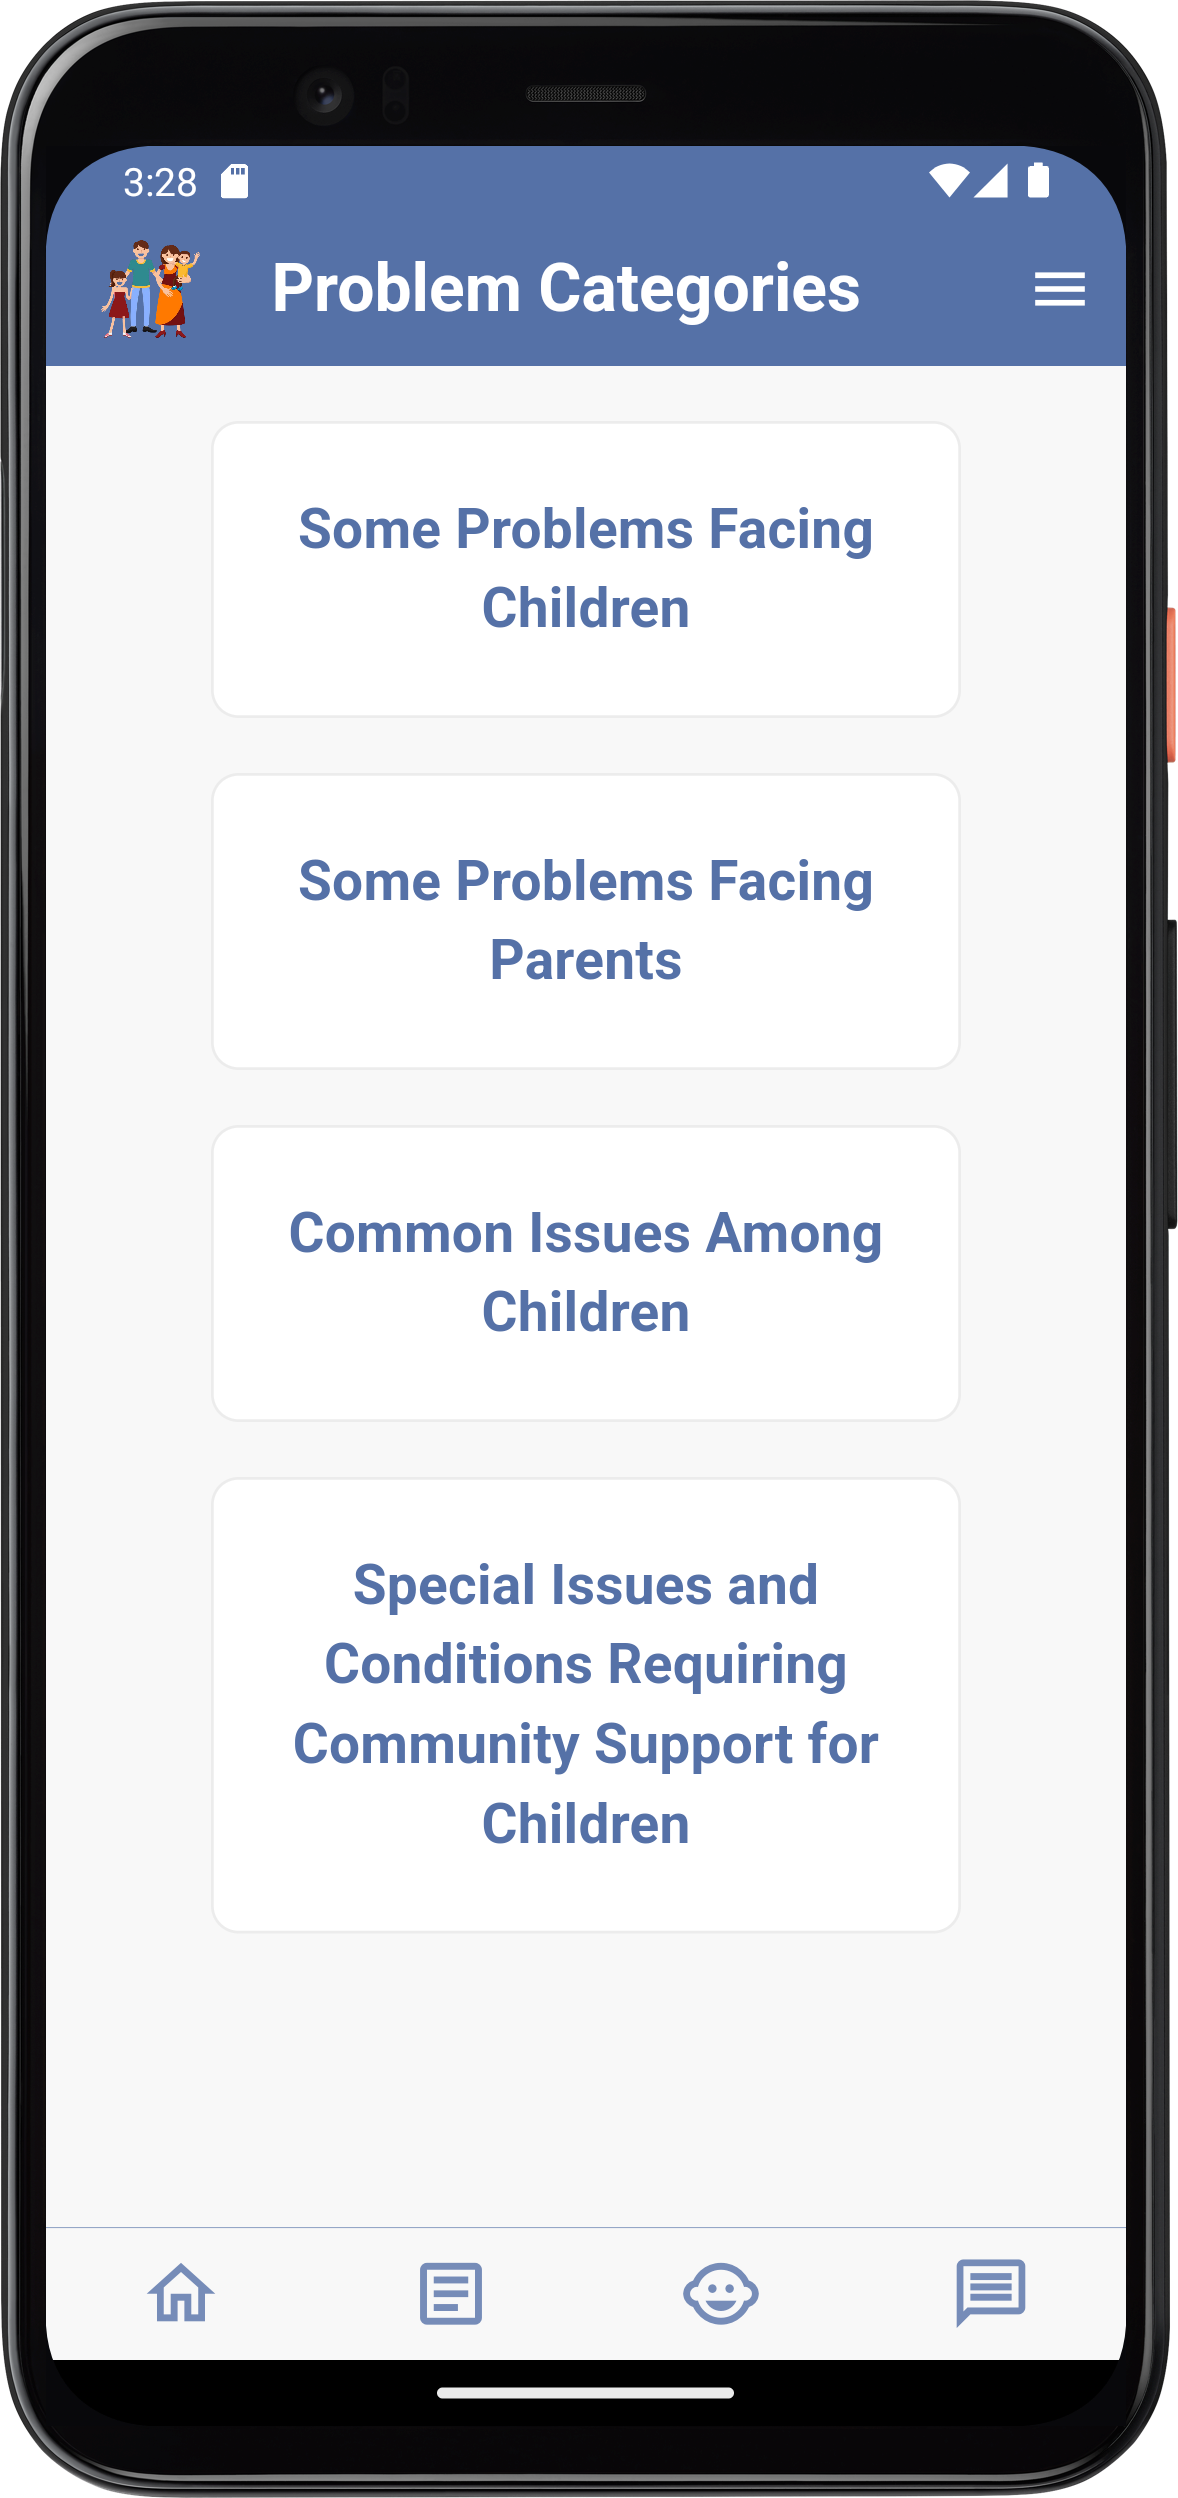 3:28
Problem Categories
Some Problems Facing
Children
Some Problems Facing
Parents
Common Issues Among
Children
Special Issues and
Conditions Requiring
Community Support for
Children